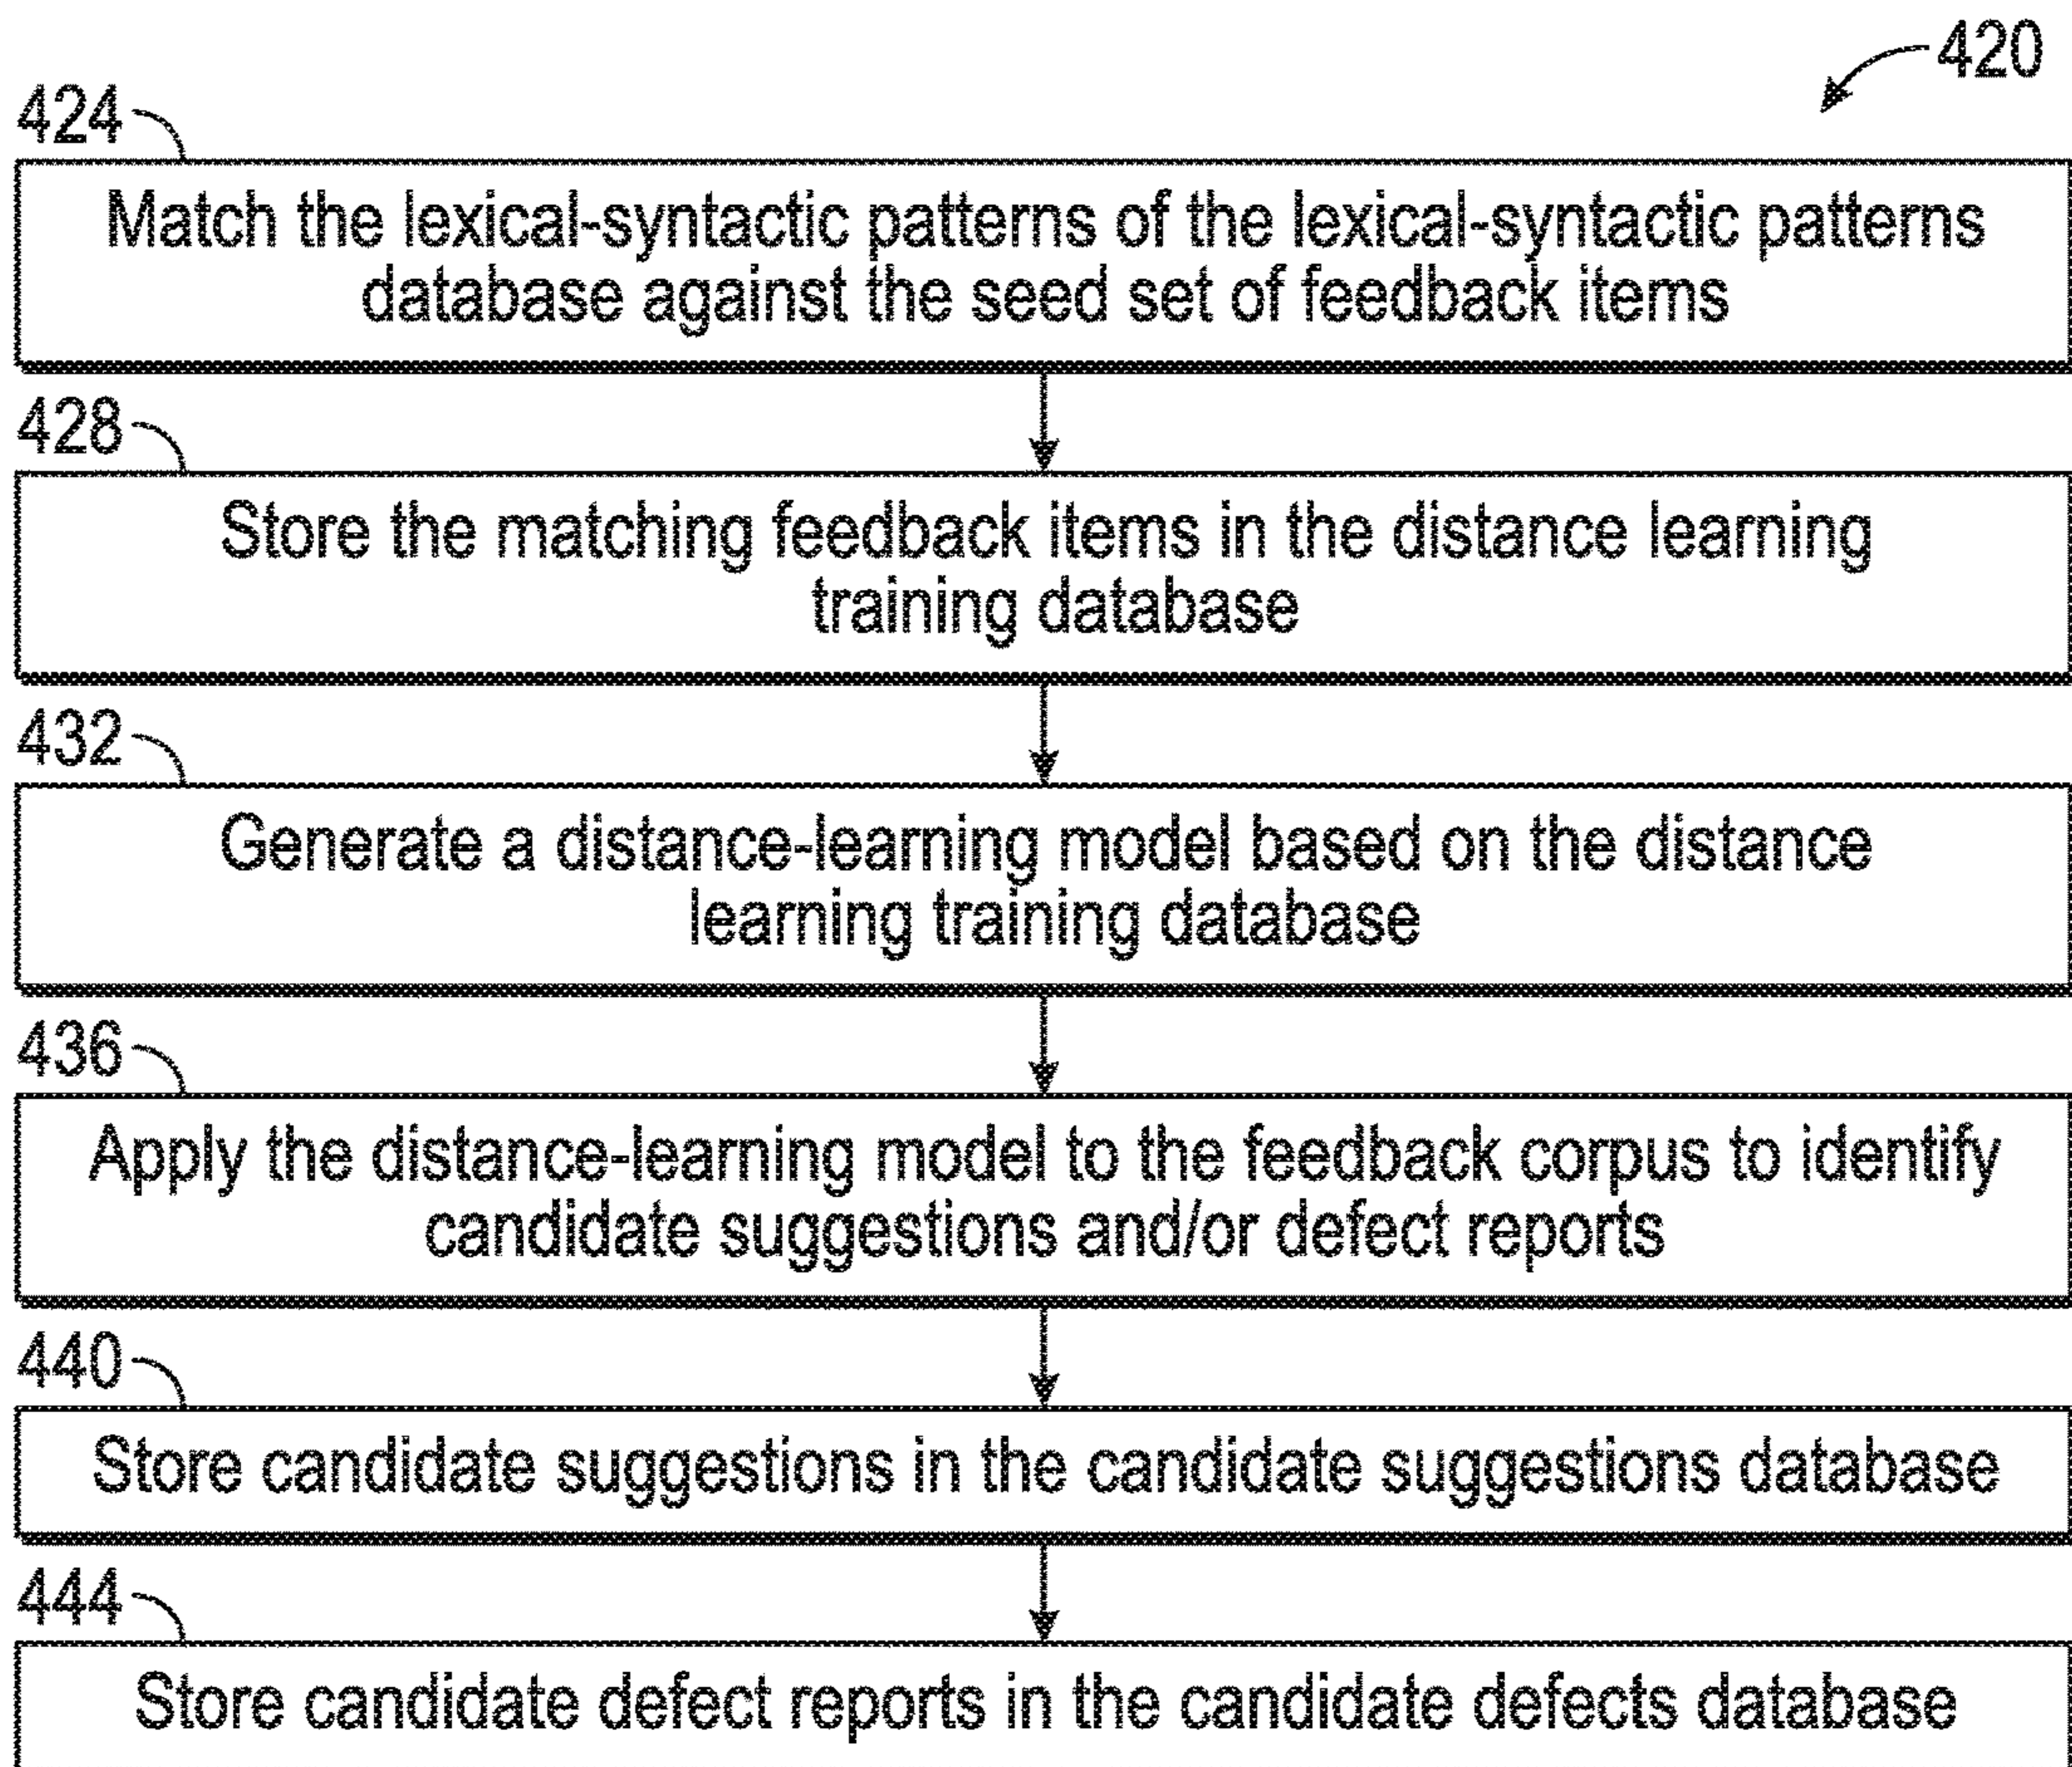 420
424
Match the lexical-syntactic patterns of the lexical-syntactic patterns
database against the seed set of feedback items
428
Store the matching feedback items in the distance learning
training database
432
Generate a distance-learning model based on the distance
learning training database
436
Apply the distance-learning model to the feedback corpus to identify
candidate suggestions and/or defect reports
440
Store candidate suggestions in the candidate suggestions database
444
Store candidate defect reports in the candidate defects database